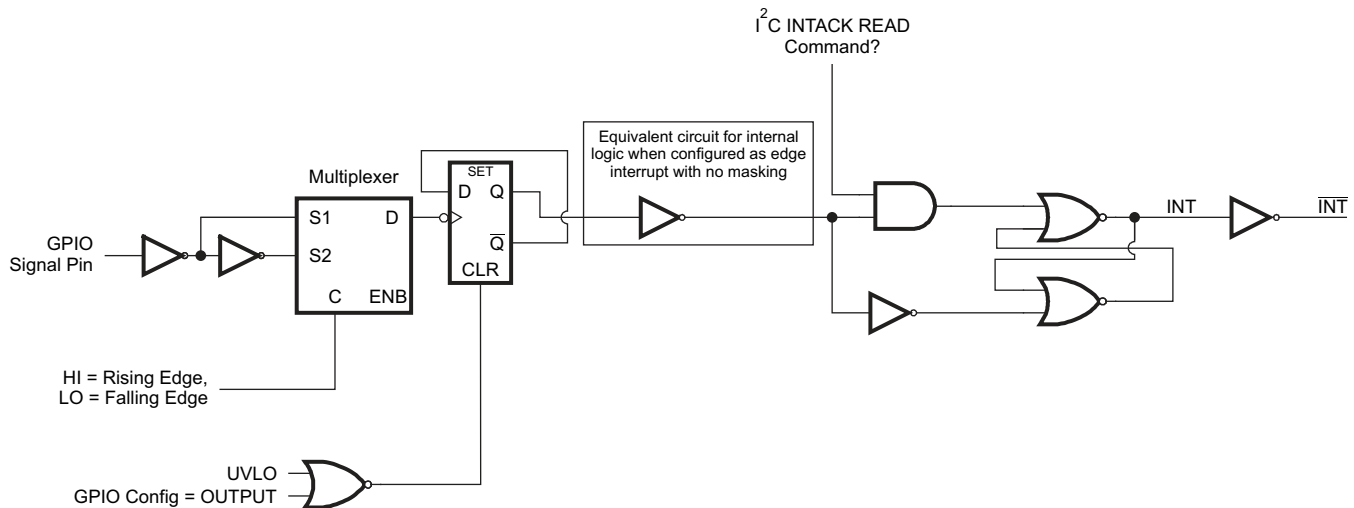 I²C INTACK READ
Command?
Equivalent circuit for internal
logic when configured as edge
interrupt with no masking
Multiplexer
SET
D Q
Q̅
CLR
S1 D
S2
C ENB
GPIO
Signal Pin
INT
I̅N̅T̅
HI = Rising Edge,
LO = Falling Edge
UVLO
GPIO Config = OUTPUT